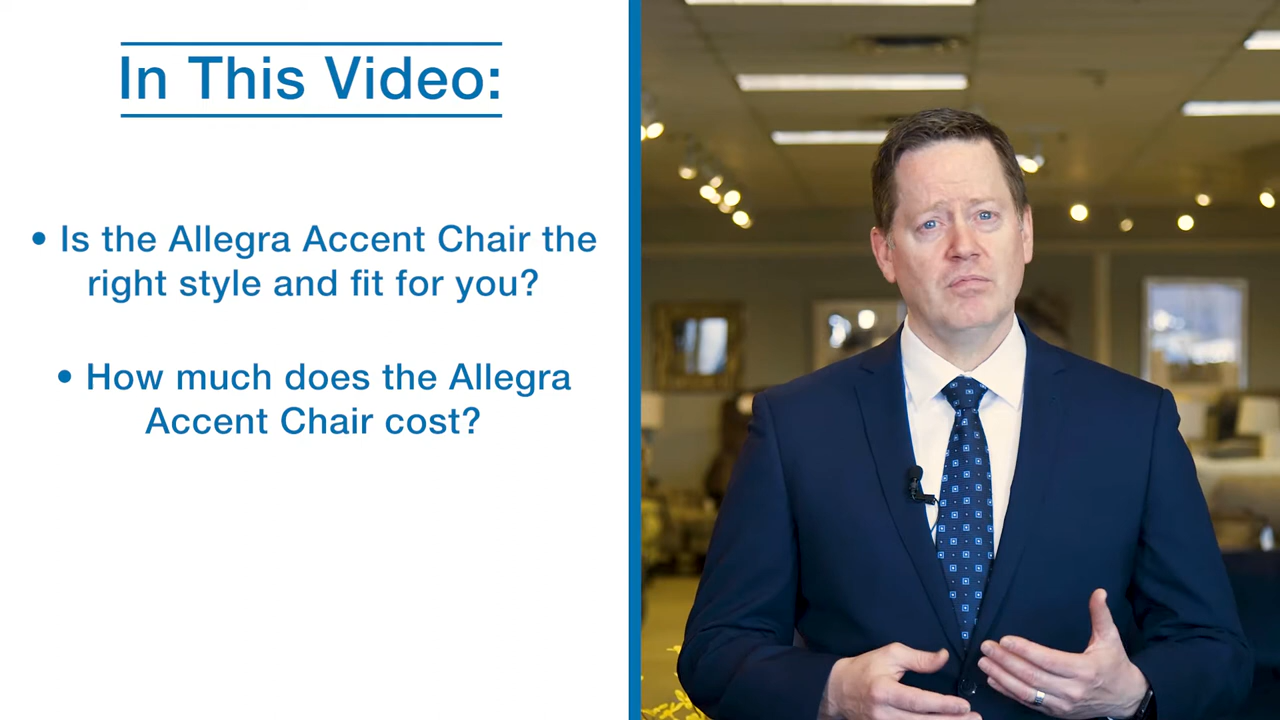 In This Video:
• Is the Allegra Accent Chair the
right style and fit for you?
• How much does the Allegra
Accent Chair cost?